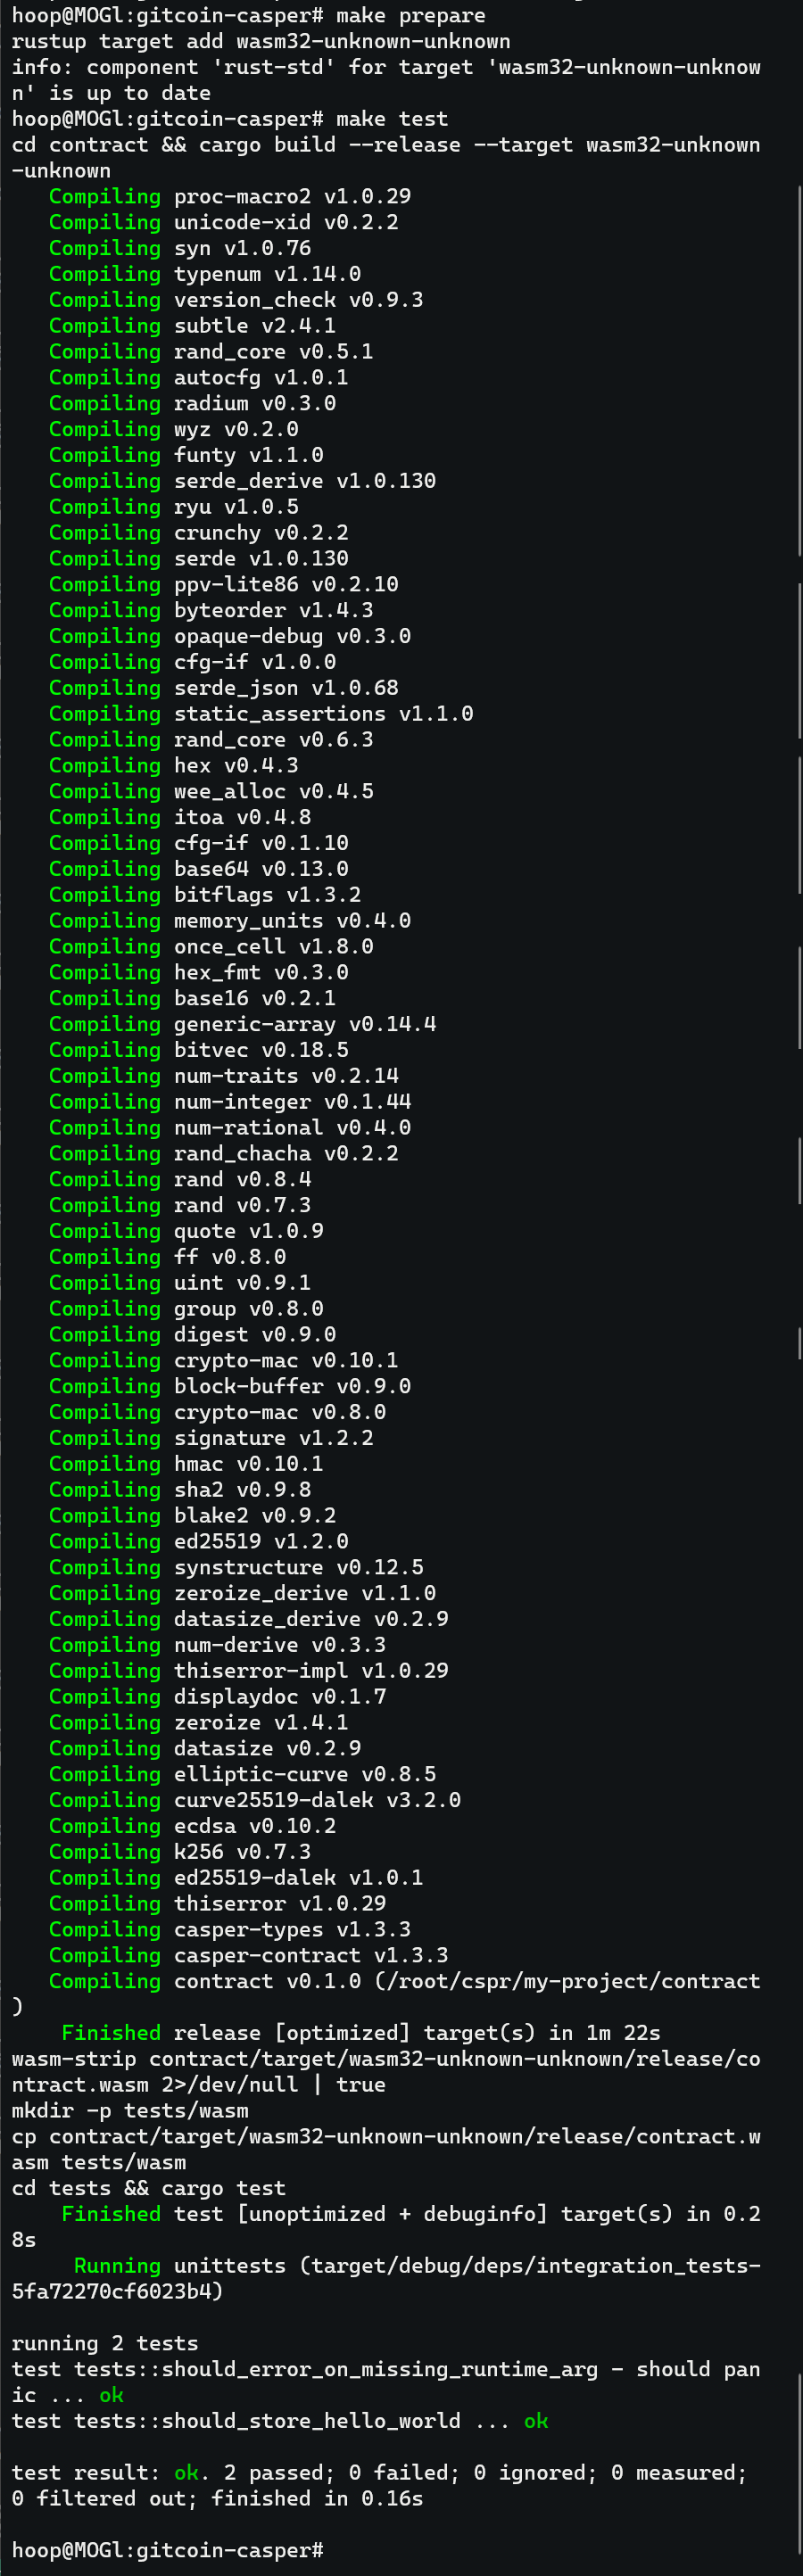 hoop@MOGl:gitcoin-casper# make prepare
rustup target add wasm32-unknown-unknown
info: component 'rust-std' for target 'wasm32-unknown-unknow
n' is up to date
hoop@MOGl:gitcoin-casper# make test
cd contract && cargo build --release --target wasm32-unknown
-unknown
   Compiling proc-macro2 v1.0.29
   Compiling unicode-xid v0.2.2
   Compiling syn v1.0.76
   Compiling typenum v1.14.0
   Compiling version_check v0.9.3
   Compiling subtle v2.4.1
   Compiling rand_core v0.5.1
   Compiling autocfg v1.0.1
   Compiling radium v0.3.0
   Compiling wyz v0.2.0
   Compiling funty v1.1.0
   Compiling serde_derive v1.0.130
   Compiling ryu v1.0.5
   Compiling crunchy v0.2.2
   Compiling serde v1.0.130
   Compiling ppv-lite86 v0.2.10
   Compiling byteorder v1.4.3
   Compiling opaque-debug v0.3.0
   Compiling cfg-if v1.0.0
   Compiling serde_json v1.0.68
   Compiling static_assertions v1.1.0
   Compiling rand_core v0.6.3
   Compiling hex v0.4.3
   Compiling wee_alloc v0.4.5
   Compiling itoa v0.4.8
   Compiling cfg-if v0.1.10
   Compiling base64 v0.13.0
   Compiling bitflags v1.3.2
   Compiling memory_units v0.4.0
   Compiling once_cell v1.8.0
   Compiling hex_fmt v0.3.0
   Compiling base16 v0.2.1
   Compiling generic-array v0.14.4
   Compiling bitvec v0.18.5
   Compiling num-traits v0.2.14
   Compiling num-integer v0.1.44
   Compiling num-rational v0.4.0
   Compiling rand_chacha v0.2.2
   Compiling rand v0.8.4
   Compiling rand v0.7.3
   Compiling quote v1.0.9
   Compiling ff v0.8.0
   Compiling uint v0.9.1
   Compiling group v0.8.0
   Compiling digest v0.9.0
   Compiling crypto-mac v0.10.1
   Compiling block-buffer v0.9.0
   Compiling crypto-mac v0.8.0
   Compiling signature v1.2.2
   Compiling hmac v0.10.1
   Compiling sha2 v0.9.8
   Compiling blake2 v0.9.2
   Compiling ed25519 v1.2.0
   Compiling synstructure v0.12.5
   Compiling zeroize_derive v1.1.0
   Compiling datasize_derive v0.2.9
   Compiling num-derive v0.3.3
   Compiling thiserror-impl v1.0.29
   Compiling displaydoc v0.1.7
   Compiling zeroize v1.4.1
   Compiling datasize v0.2.9
   Compiling elliptic-curve v0.8.5
   Compiling curve25519-dalek v3.2.0
   Compiling ecdsa v0.10.2
   Compiling k256 v0.7.3
   Compiling ed25519-dalek v1.0.1
   Compiling thiserror v1.0.29
   Compiling casper-types v1.3.3
   Compiling casper-contract v1.3.3
   Compiling contract v0.1.0 (/root/cspr/my-project/contract
)
    Finished release [optimized] target(s) in 1m 22s
wasm-strip contract/target/wasm32-unknown-unknown/release/co
ntract.wasm 2>/dev/null | true
mkdir -p tests/wasm
cp contract/target/wasm32-unknown-unknown/release/contract.w
asm tests/wasm
cd tests && cargo test
    Finished test [unoptimized + debuginfo] target(s) in 0.2
8s
     Running unittests (target/debug/deps/integration_tests-
5fa72270cf6023b4)

running 2 tests
test tests::should_error_on_missing_runtime_arg - should pan
ic ... ok
test tests::should_store_hello_world ... ok

test result: ok. 2 passed; 0 failed; 0 ignored; 0 measured;
0 filtered out; finished in 0.16s

hoop@MOGl:gitcoin-casper#